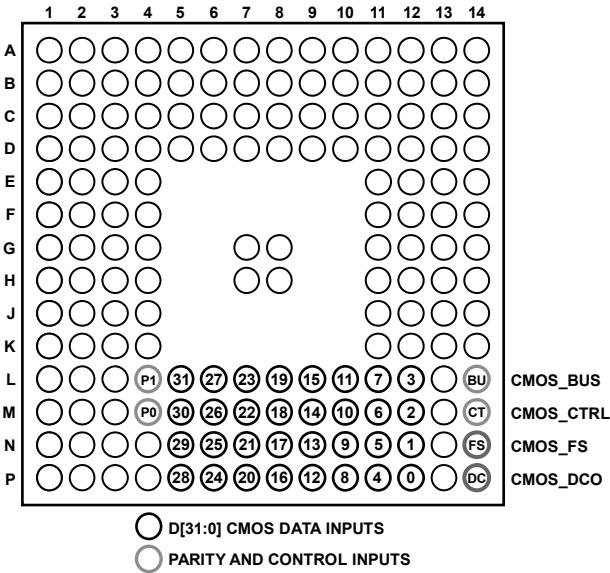 1 2 3 4 5 6 7 8 9 10 11 12 13 14
A
B
C
D
E
F
G
H
J
K
L P1 31 27 23 19 15 11 7 3 BU CMOS_BUS
M P0 30 26 22 18 14 10 6 2 CT CMOS_CTRL
N 29 25 21 17 13 9 5 1 FS CMOS_FS
P 28 24 20 16 12 8 4 0 DC CMOS_DCO
D[31:0] CMOS DATA INPUTS
PARITY AND CONTROL INPUTS